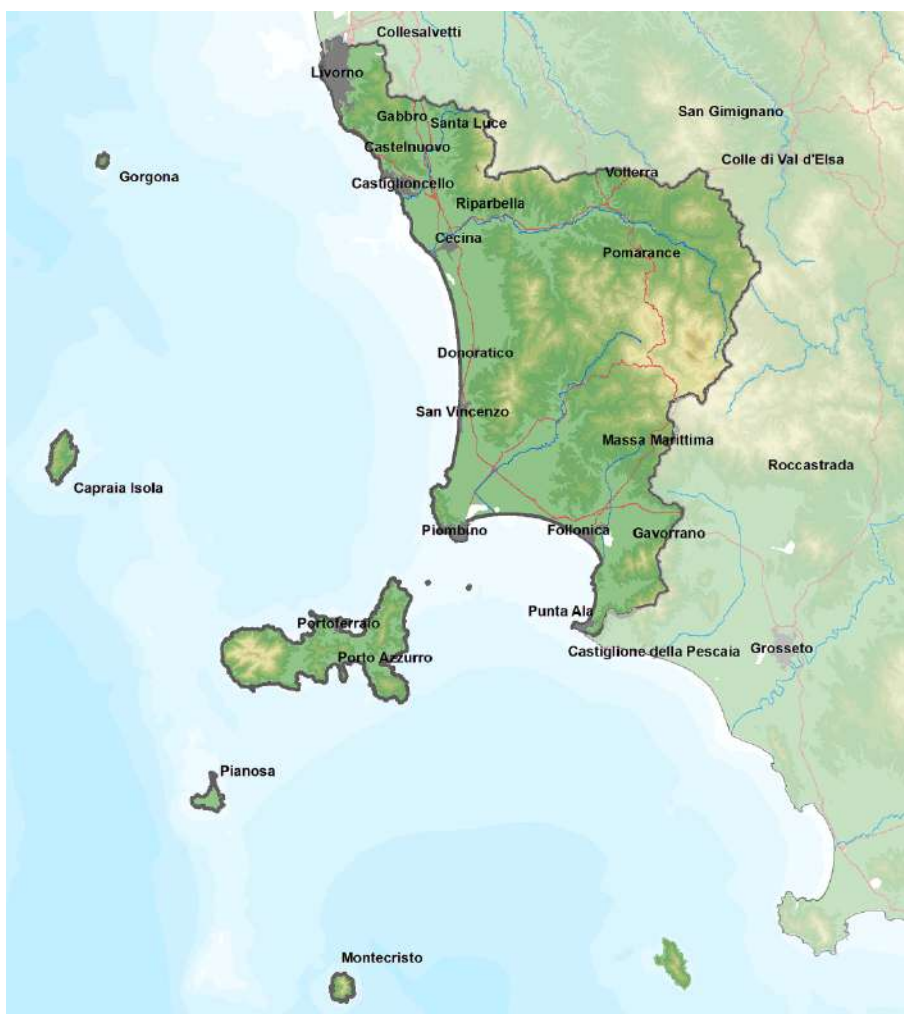 Collesalvetti
Livorno
San Gimignano
Gabbro
Santa Luce
Castelnuovo
Colle di Val d'Elsa
Gorgona
Volterra
Castiglioncello
Riparbella
Cecina
Pomarance
Donoratico
San Vincenzo
Massa Marittima
Roccastrada
Capraia Isola
Piombino
Follonica
Gavorrano
Punta Ala
Portoferraio
Castiglione della Pescaia
Grosseto
Porto Azzurro
Pianosa
Montecristo